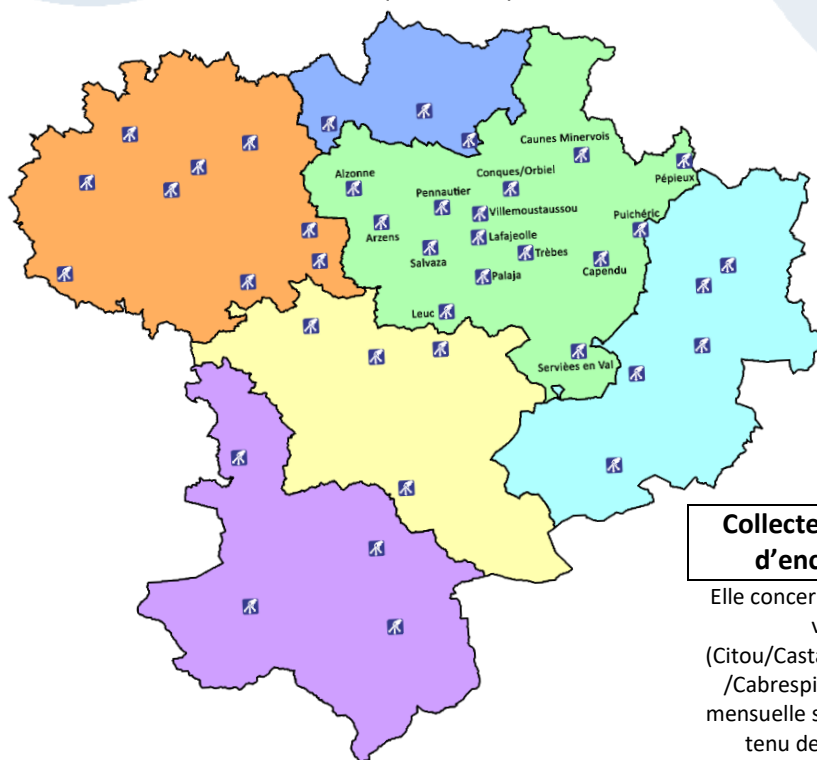 Caunes Minervois
Alzonne
Conques/Orbiel
Pépieux
Pennautier
Villemoustaussou
Puichéric
Arzens
Lafajeolle
Salvaza
Trèbes
Capendu
Palaja
Leuc
Servièes en Val
Collecte
d’enc
Elle concer
v
(Citou/Casta
/Cabrespi
mensuelle s
tenu de